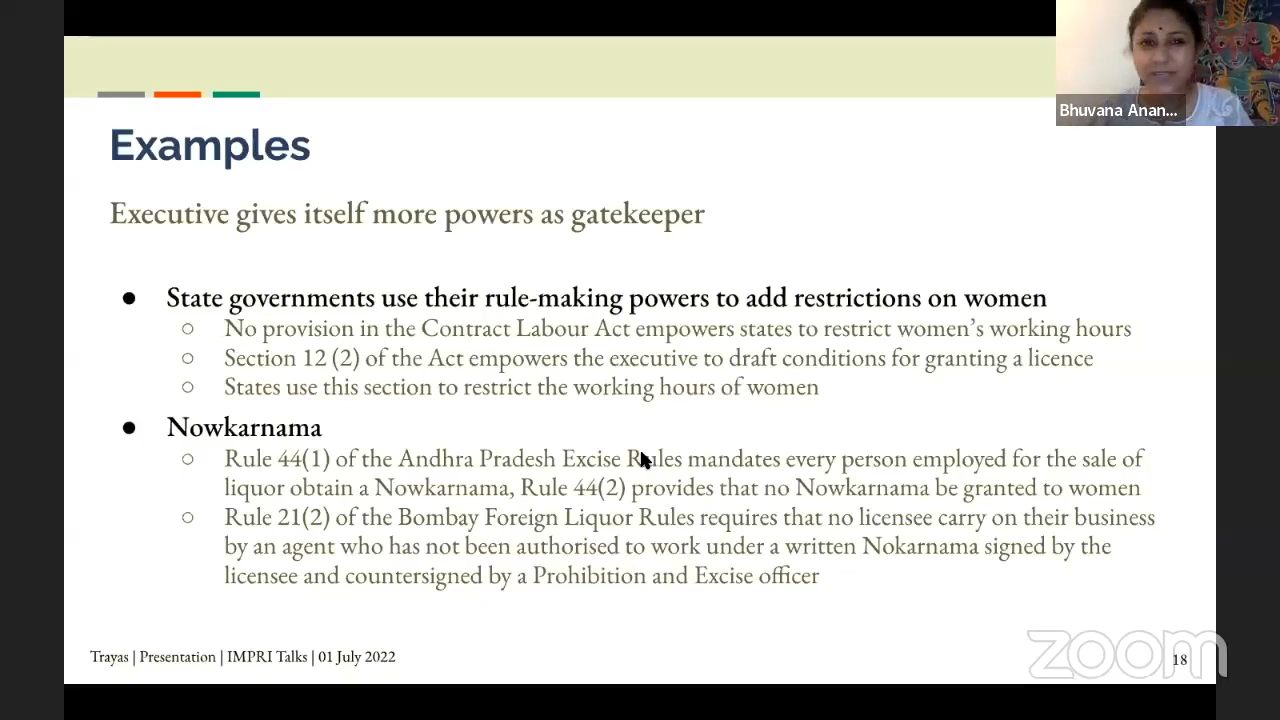 Bhuvana Anan...
Examples
Executive gives itself more powers as gatekeeper
● State governments use their rule-making powers to add restrictions on women
○ No provision in the Contract Labour Act empowers states to restrict women's working hours
○ Section 12 (2) of the Act empowers the executive to draft conditions for granting a licence
○ States use this section to restrict the working hours of women
● Nowkarnama
○ Rule 44(1) of the Andhra Pradesh Excise Rules mandates every person employed for the sale of
liquor obtain a Nowkarnama, Rule 44(2) provides that no Nowkarnama be granted to women
○ Rule 21(2) of the Bombay Foreign Liquor Rules requires that no licensee carry on their business
by an agent who has not been authorised to work under a written Nokarnama signed by the
licensee and countersigned by a Prohibition and Excise officer
Trayas | Presentation | IMPRI Talks | 01 July 2022
zoom
18